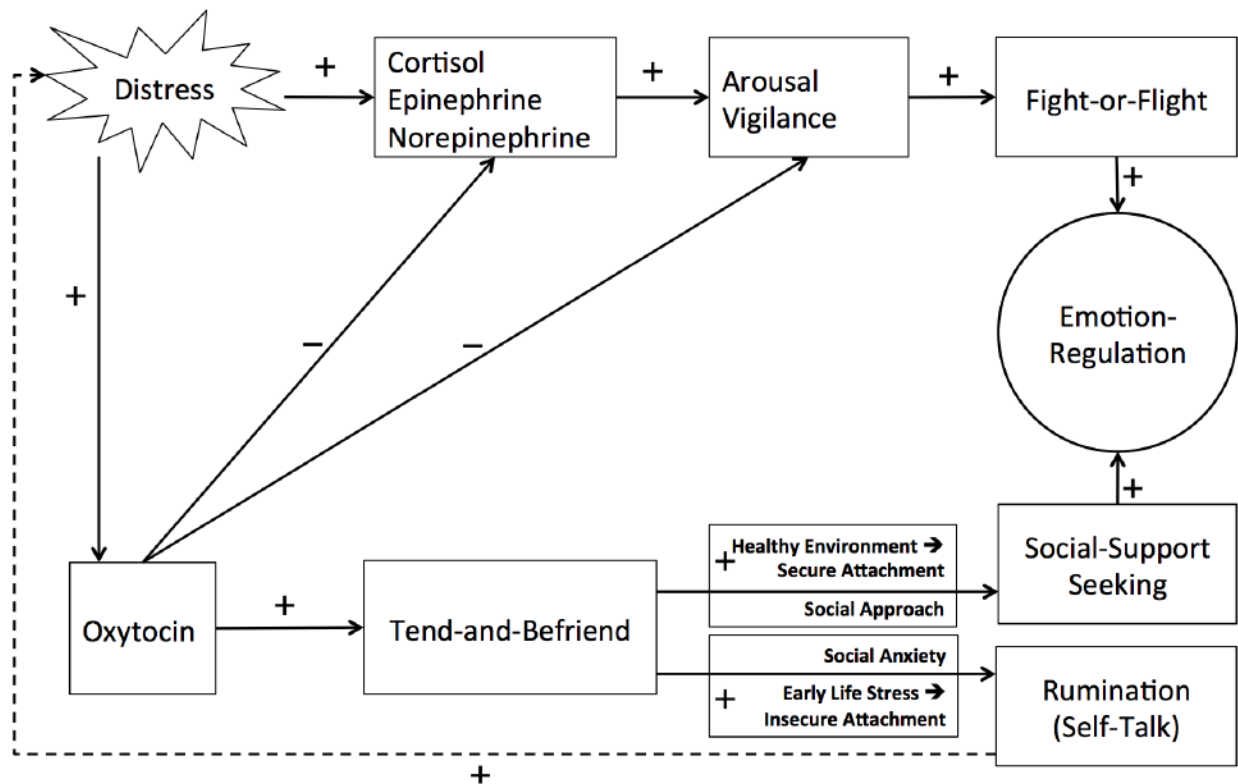 Distress
+
Cortisol
Epinephrine
Norepinephrine
+
Arousal
Vigilance
+
Fight-or-Flight
+
Emotion-
Regulation
+
–
–
+
Oxytocin
+
Tend-and-Befriend
+
Healthy Environment ➔
Secure Attachment
Social Approach
Social-Support
Seeking
Social Anxiety
+
Early Life Stress ➔
Insecure Attachment
Rumination
(Self-Talk)
+